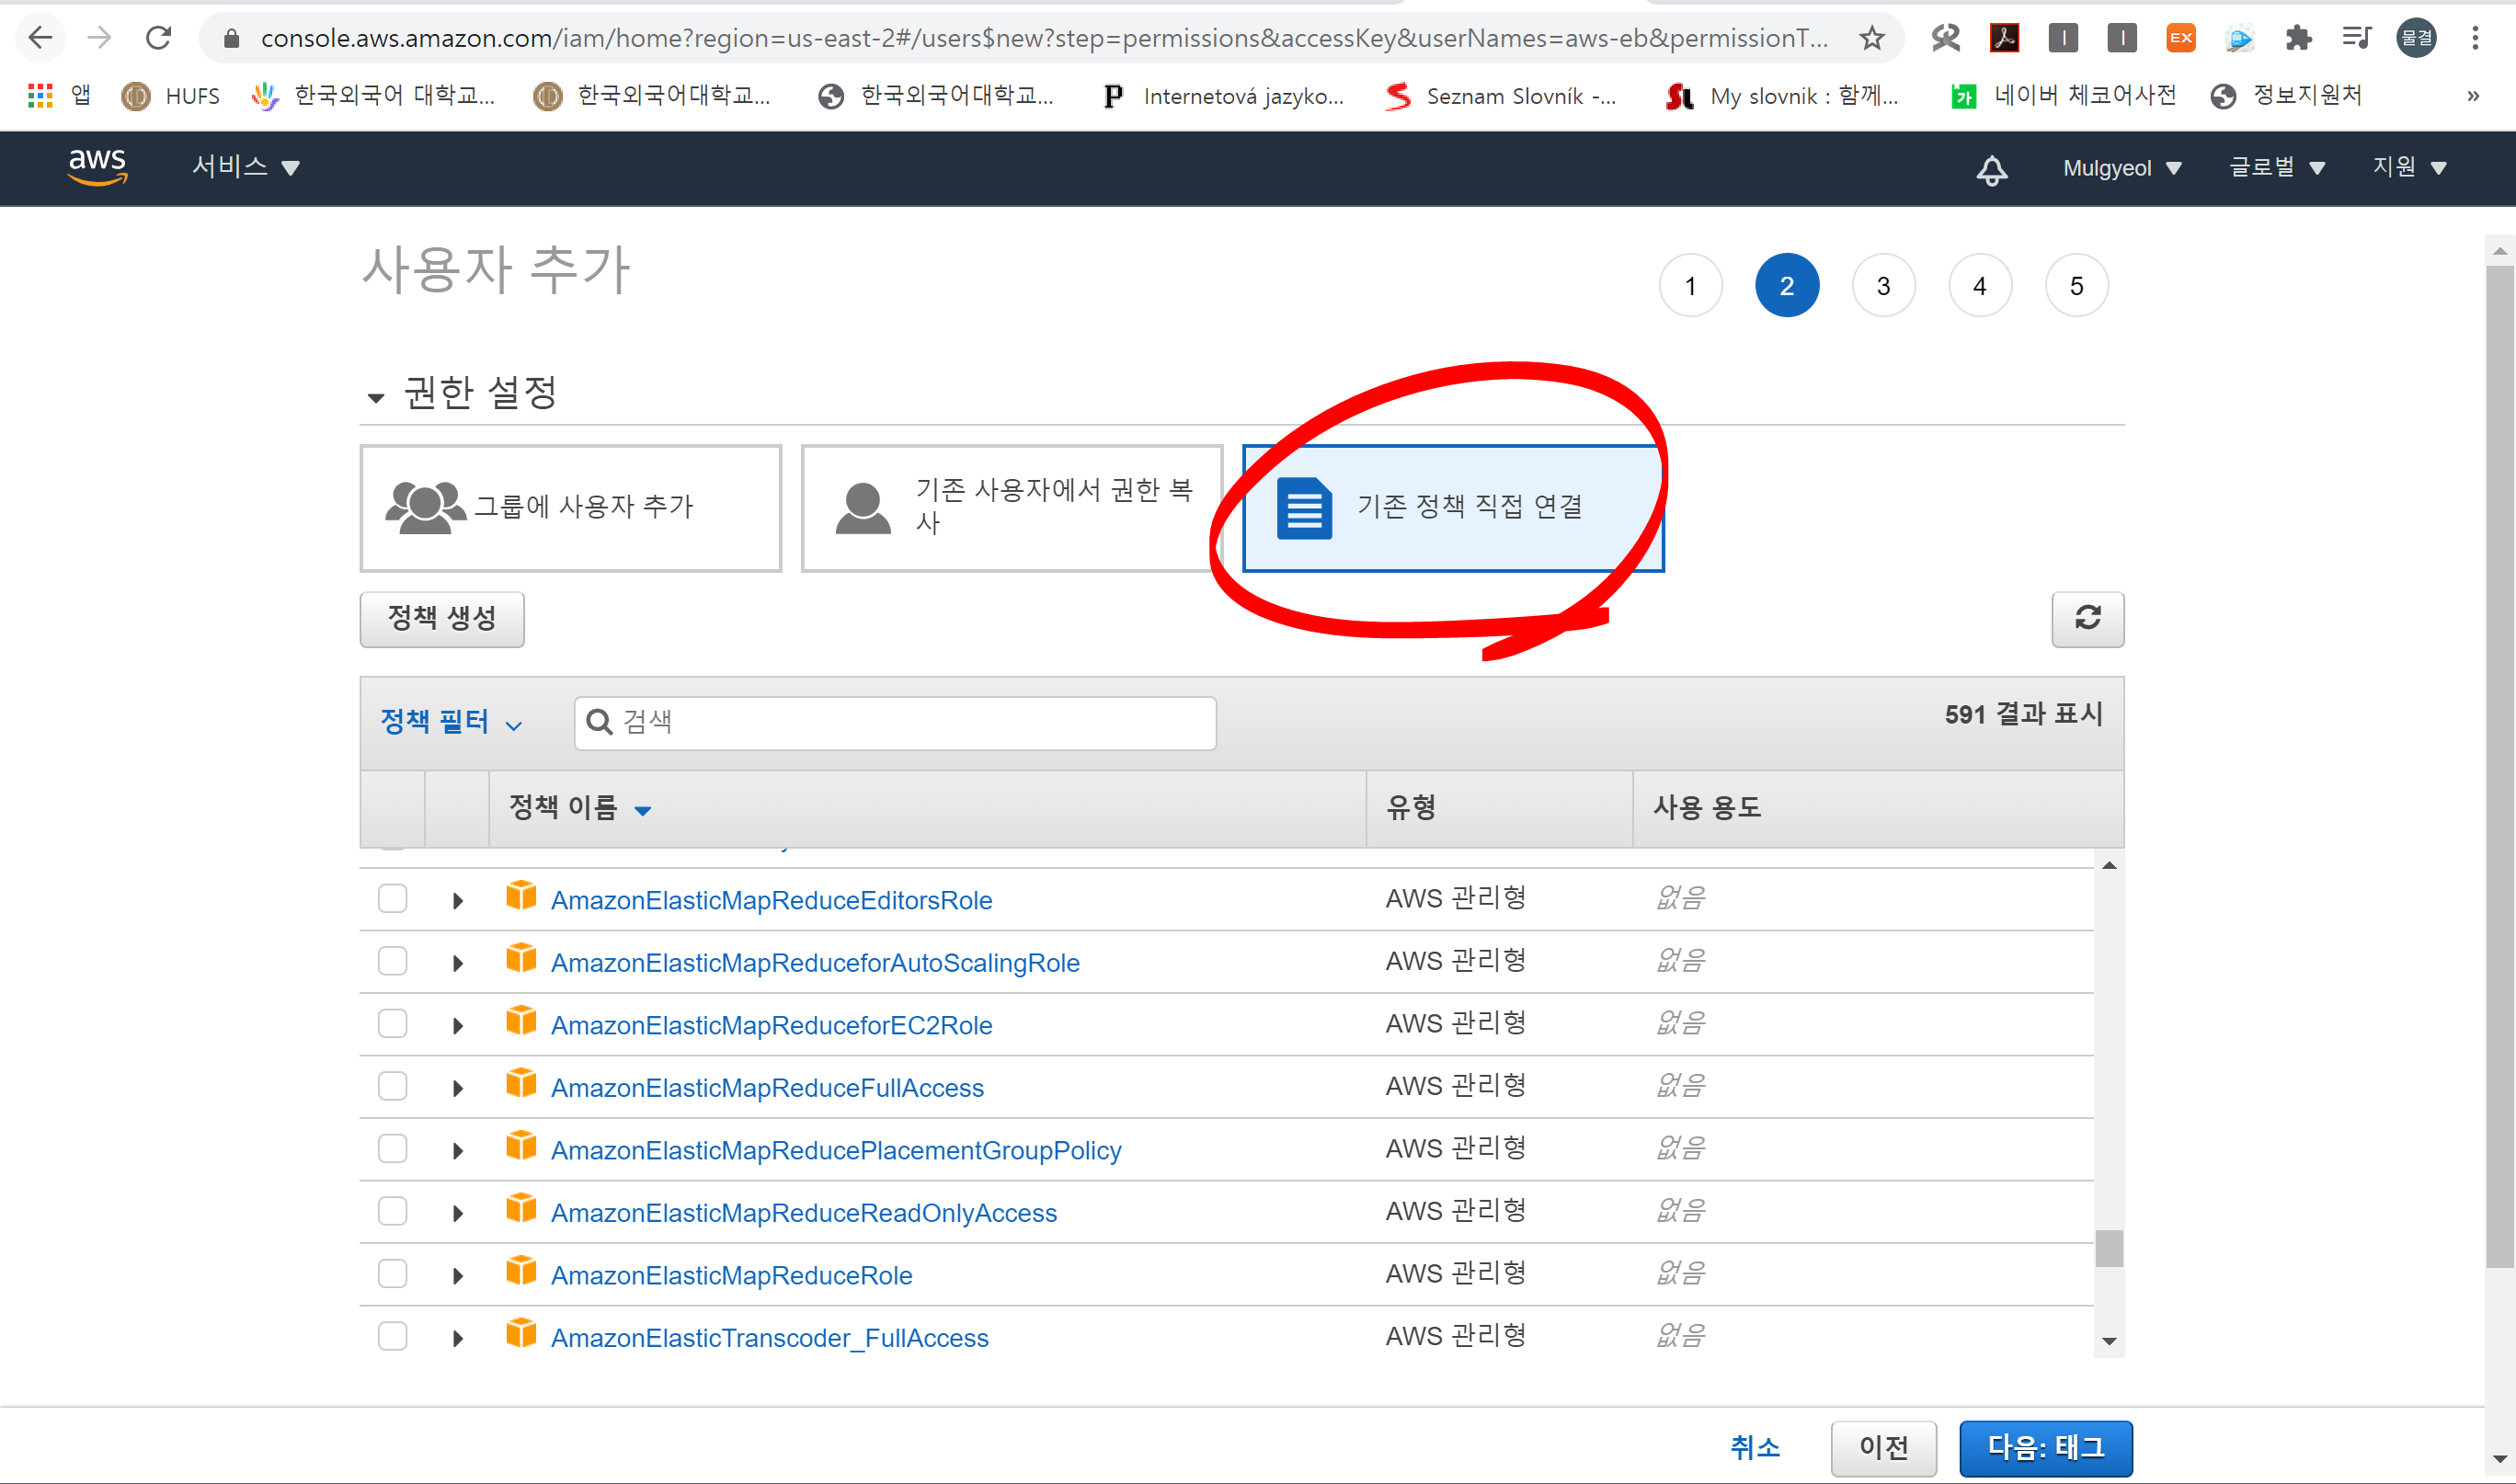 console.aws.amazon.com/iam/home?region=us-east-2#/users$new?step=permissions&accessKey&userNames=aws-eb&permissionT...
EX
물결
앱
HUFS
한국외국어 대학교...
한국외국어대학교...
한국외국어대학교...
P
Internetová jazyko...
Seznam Slovník -...
My slovnik : 함께...
네이버 체코어사전
정보지원처
»
aws
서비스
Mulgyeol
글로벌
지원
사용자 추가
1
2
3
4
5
권한 설정
그룹에 사용자 추가
기존 사용자에서 권한 복
사
기존 정책 직접 연결
정책 생성
정책 필터
검색
591 결과 표시
정책 이름
유형
사용 용도
AmazonElasticMapReduceEditorsRole AWS 관리형 없음
AmazonElasticMapReduceforAutoScalingRole AWS 관리형 없음
AmazonElasticMapReduceforEC2Role AWS 관리형 없음
AmazonElasticMapReduceFullAccess AWS 관리형 없음
AmazonElasticMapReducePlacementGroupPolicy AWS 관리형 없음
AmazonElasticMapReduceReadOnlyAccess AWS 관리형 없음
AmazonElasticMapReduceRole AWS 관리형 없음
AmazonElasticTranscoder_FullAccess AWS 관리형 없음
취소
이전
다음: 태그